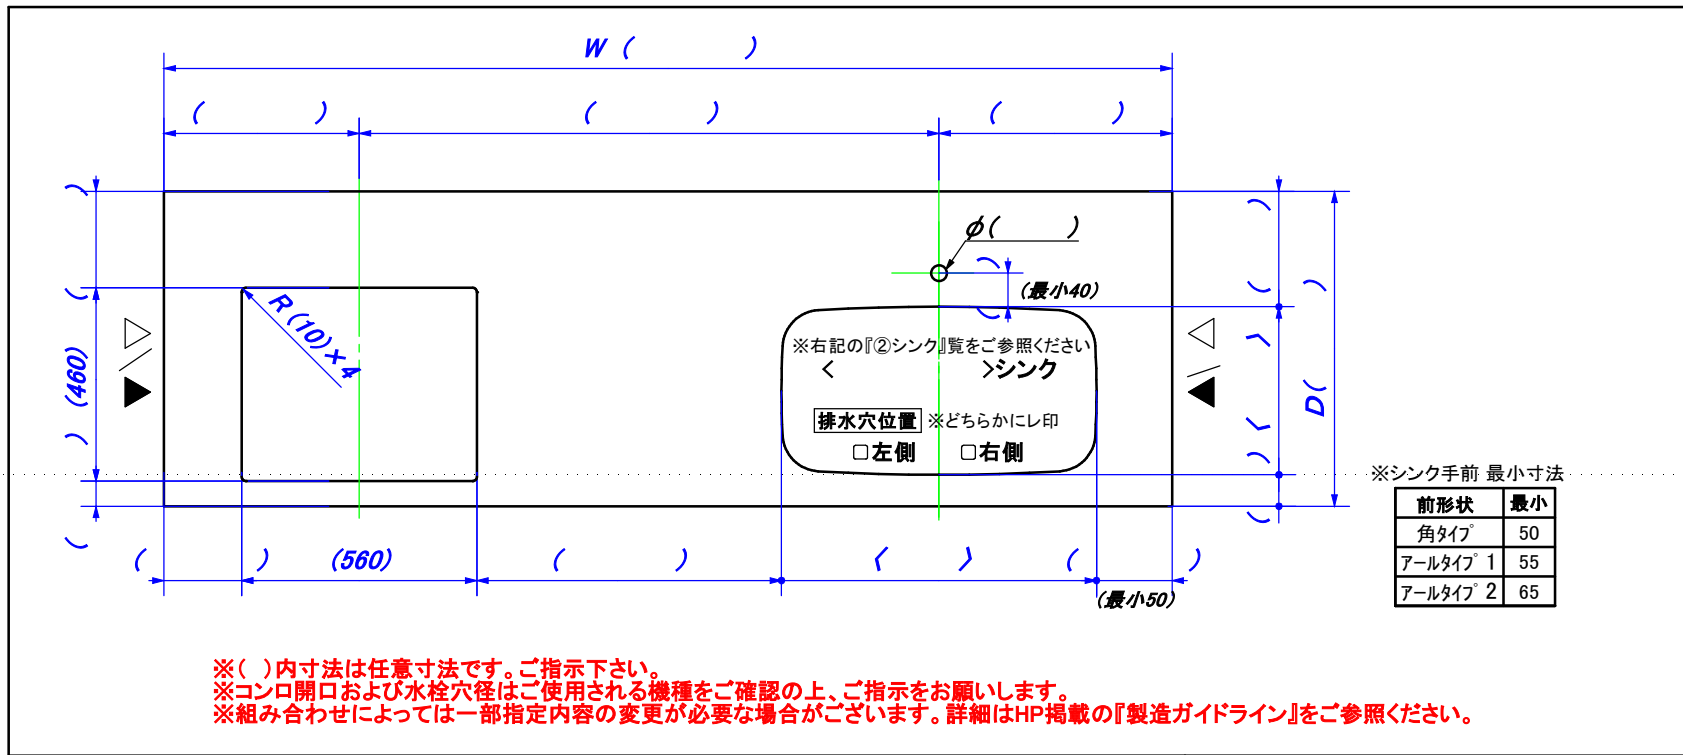 W ( )
( ) ( ) ( )
φ( )
( )
(最小40)
R(10)×4
(460)
D( )
※右記の『②シンク』覧をご参照ください
< >シンク
排水穴位置 ※どちらかにレ印
□左側 □右側
※シンク手前 最小寸法
前形状 最小
角タイプ 50
アールタイプ 1 55
アールタイプ 2 65
( ) (560) ( ) < > ( )
(最小50)
※( )内寸法は任意寸法です。ご指示下さい。
※コンロ開口および水栓穴径はご使用される機種をご確認の上、ご指示をお願いします。
※組み合わせによっては一部指定内容の変更が必要な場合がございます。詳細はHP掲載の『製造ガイドライン』をご参照ください。